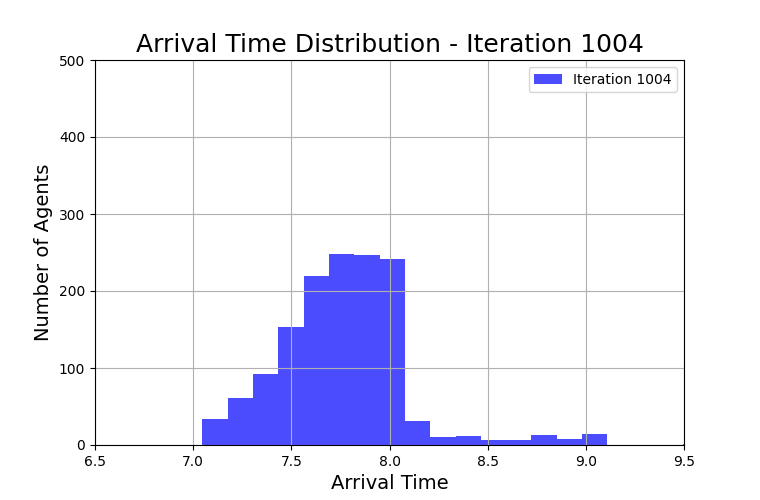 Arrival Time Distribution - Iteration 1004
Iteration 1004
Number of Agents
500
400
300
200
100
0
6.5 7.0 7.5 8.0 8.5 9.0 9.5
Arrival Time